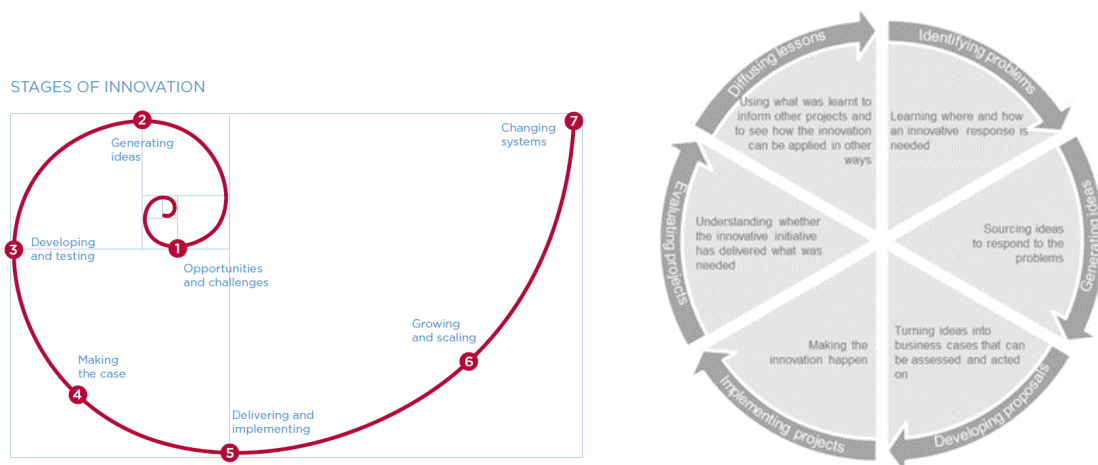 STAGES OF INNOVATION
1
Opportunities
and challenges
2
Generating
ideas
3
Developing
and testing
4
Making
the case
5
Delivering and
implementing
6
Growing
and scaling
7
Changing
systems
Identifying problems
Learning where and how
an innovative response is
needed
Generating ideas
Sourcing ideas
to respond to the
problems
Developing proposals
Turning ideas into
business cases that can
be assessed and acted
on
Implementing projects
Making the
innovation happen
Evaluating projects
Understanding whether
the innovative initiative
has delivered what was
needed
Diffusing lessons
Using what was learnt to
inform other projects and
to see how the innovation
can be applied in other
ways